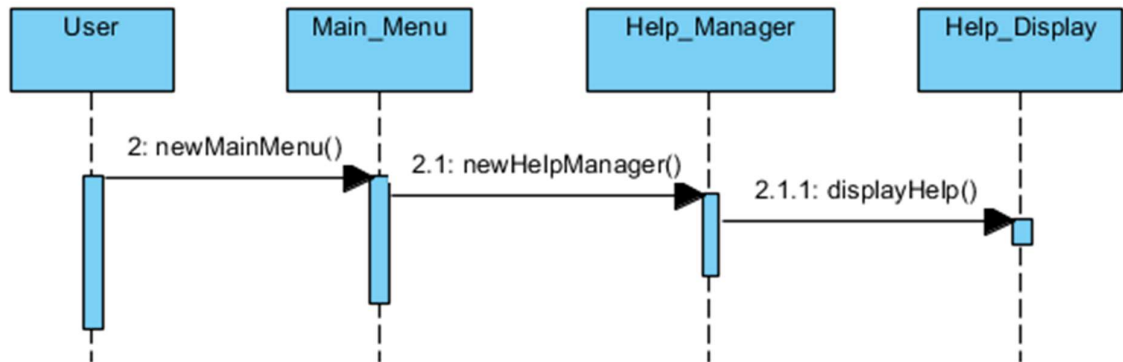 User
Main_Menu
Help_Manager
Help_Display
2: newMainMenu()
2.1: newHelpManager()
2.1.1: displayHelp()